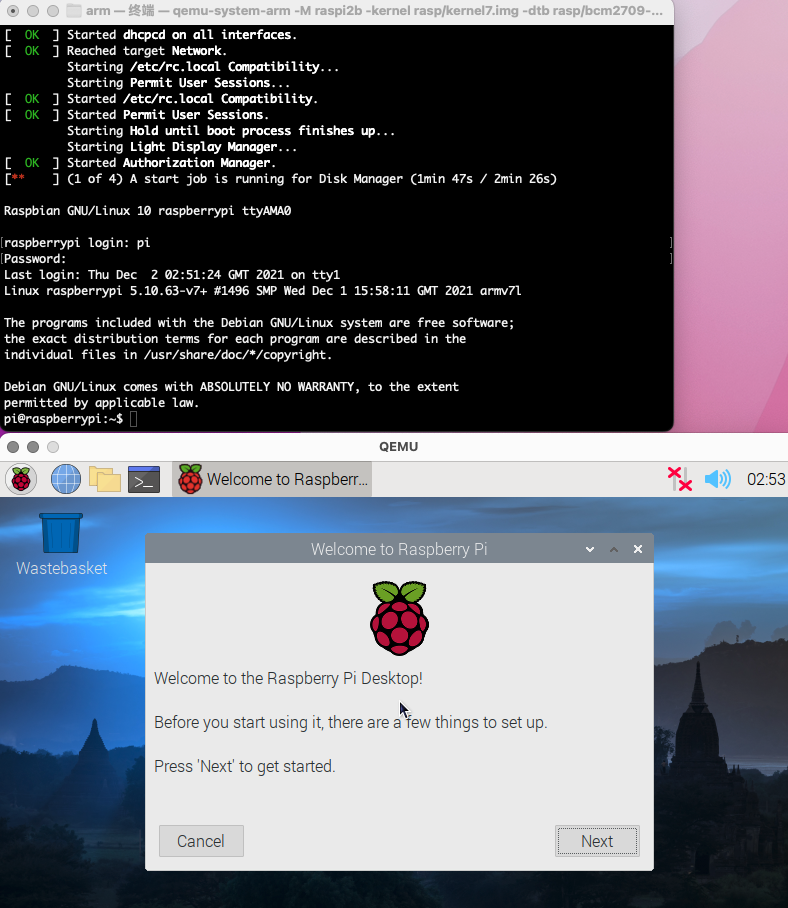 arm — 终端 — qemu-system-arm -M raspi2b -kernel rasp/kernel7.img -dtb rasp/bcm2709-...
[  OK  ] Started dhcpcd on all interfaces.
[  OK  ] Reached target Network.
Starting /etc/rc.local Compatibility...
Starting Permit User Sessions...
[  OK  ] Started /etc/rc.local Compatibility.
[  OK  ] Started Permit User Sessions.
Starting Hold until boot process finishes up...
Starting Light Display Manager...
[  OK  ] Started Authorization Manager.
[**    ] (1 of 4) A start job is running for Disk Manager (1min 47s / 2min 26s)
Raspbian GNU/Linux 10 raspberrypi ttyAMA0
[raspberrypi login: pi ]
[Password: ]
Last login: Thu Dec  2 02:51:24 GMT 2021 on tty1
Linux raspberrypi 5.10.63-v7+ #1496 SMP Wed Dec 1 15:58:11 GMT 2021 armv7l
The programs included with the Debian GNU/Linux system are free software;
the exact distribution terms for each program are described in the
individual files in /usr/share/doc/*/copyright.
Debian GNU/Linux comes with ABSOLUTELY NO WARRANTY, to the extent
permitted by applicable law.
pi@raspberrypi:~$
QEMU
>_ Welcome to Raspberr... 02:53
Wastebasket
Welcome to Raspberry Pi
Welcome to the Raspberry Pi Desktop!
Before you start using it, there are a few things to set up.
Press 'Next' to get started.
Cancel Next